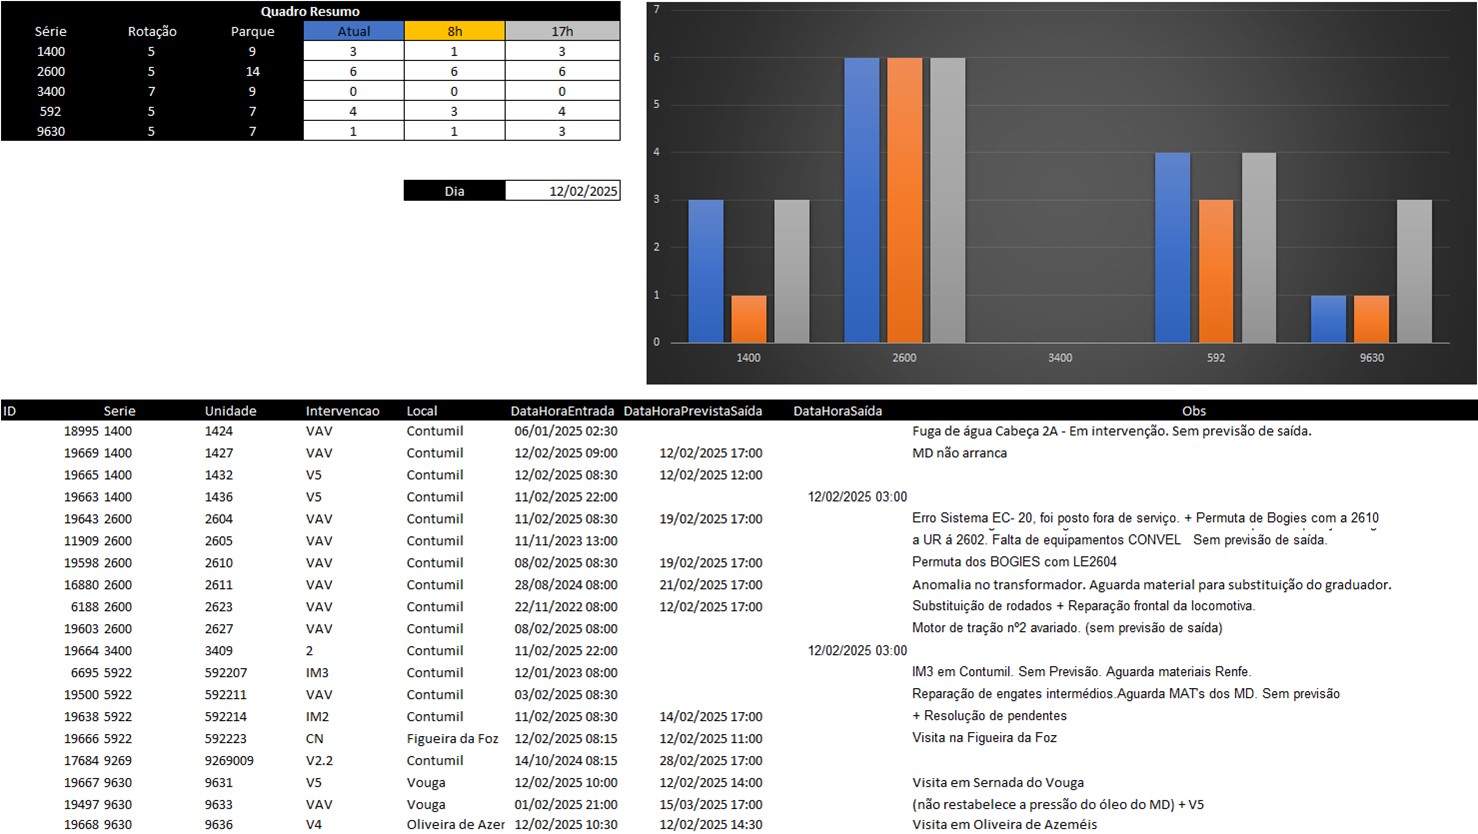 Quadro Resumo
Série Rotação Parque Atual 8h 17h
1400 5 9 3 1 3
2600 5 14 6 6 6
3400 7 9 0 0 0
592 5 7 4 3 4
9630 5 7 1 1 3
Dia 12/02/2025
7
6
5
4
3
2
1
0
1400 2600 3400 592 9630
ID Serie Unidade Intervencao Local DataHoraEntrada DataHoraPrevistaSaída DataHoraSaída Obs
18995 1400 1424 VAV Contumil 06/01/2025 02:30 Fuga de água Cabeça 2A - Em intervenção. Sem previsão de saída.
19669 1400 1427 VAV Contumil 12/02/2025 09:00 12/02/2025 17:00 MD não arranca
19665 1400 1432 V5 Contumil 12/02/2025 08:30 12/02/2025 12:00
19663 1400 1436 V5 Contumil 11/02/2025 22:00 12/02/2025 03:00
19643 2600 2604 VAV Contumil 11/02/2025 08:30 19/02/2025 17:00 Erro Sistema EC- 20, foi posto fora de serviço. + Permuta de Bogies com a 2610
11909 2600 2605 VAV Contumil 11/11/2023 13:00 a UR á 2602. Falta de equipamentos CONVEL Sem previsão de saída.
19598 2600 2610 VAV Contumil 08/02/2025 08:30 19/02/2025 17:00 Permuta dos BOGIES com LE2604
16880 2600 2611 VAV Contumil 28/08/2024 08:00 21/02/2025 17:00 Anomalia no transformador. Aguarda material para substituição do graduador.
6188 2600 2623 VAV Contumil 22/11/2022 08:00 12/02/2025 17:00 Substituição de rodados + Reparação frontal da locomotiva.
19603 2600 2627 VAV Contumil 08/02/2025 08:00 Motor de tração nº2 avariado. (sem previsão de saída)
19664 3400 3409 2 Contumil 11/02/2025 22:00 12/02/2025 03:00
6695 5922 592207 IM3 Contumil 12/01/2023 08:00 IM3 em Contumil. Sem Previsão. Aguarda materiais Renfe.
19500 5922 592211 VAV Contumil 03/02/2025 08:30 Reparação de engates intermédios.Aguarda MAT's dos MD. Sem previsão
19638 5922 592214 IM2 Contumil 11/02/2025 08:30 14/02/2025 17:00 + Resolução de pendentes
19666 5922 592223 CN Figueira da Foz 12/02/2025 08:15 12/02/2025 11:00 Visita na Figueira da Foz
17684 9269 9269009 V2.2 Contumil 14/10/2024 08:15 28/02/2025 17:00
19667 9630 9631 V5 Vouga 12/02/2025 10:00 12/02/2025 14:00 Visita em Sernada do Vouga
19497 9630 9633 VAV Vouga 01/02/2025 21:00 15/03/2025 17:00 (não restabelece a pressão do óleo do MD) + V5
19668 9630 9636 V4 Oliveira de Azer 12/02/2025 10:30 12/02/2025 14:30 Visita em Oliveira de Azeméis